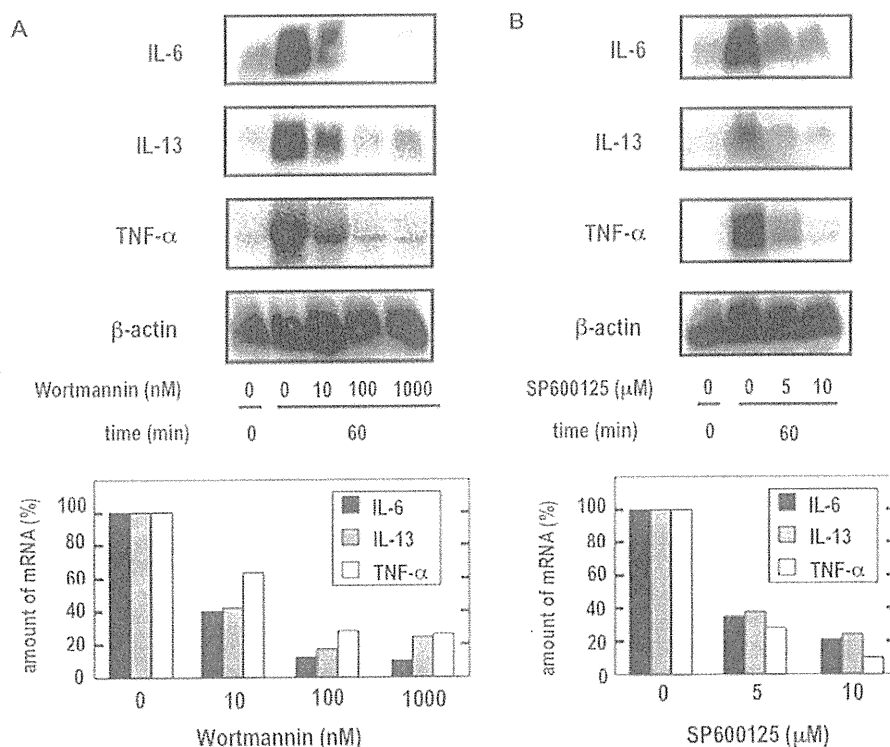 A
IL-6
IL-13
TNF-α
β-actin
Wortmannin (nM) 0 0 10 100 1000
time (min) 0 60
amount of mRNA (%)
100
80
60
40
20
0
IL-6
IL-13
TNF-α
0 10 100 1000
Wortmannin (nM)
B
IL-6
IL-13
TNF-α
β-actin
SP600125 (μM) 0 0 5 10
time (min) 0 60
amount of mRNA (%)
100
80
60
40
20
0
IL-6
IL-13
TNF-α
0 5 10
SP600125 (μM)